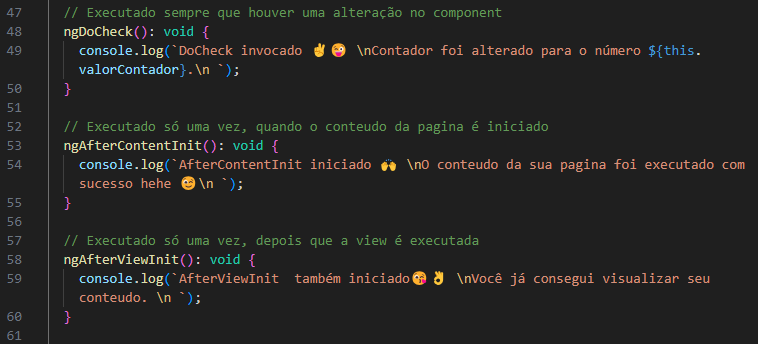 47 // Executado sempre que houver uma alteração no component
48 ngDoCheck(): void {
49 console.log(`DoCheck invocado ✌😜 \nContador foi alterado para o número ${this.
valorContador}.\n `);
50 }
51
52 // Executado só uma vez, quando o conteudo da pagina é iniciado
53 ngAfterContentInit(): void {
54 console.log(`AfterContentInit iniciado 🙌 \nO conteudo da sua pagina foi executado com
sucesso hehe 😊\n `);
55 }
56
57 // Executado só uma vez, depois que a view é executada
58 ngAfterViewInit(): void {
59 console.log(`AfterViewInit  também iniciado😘👌 \nVocê já consegui visualizar seu
conteudo. \n `);
60 }
61